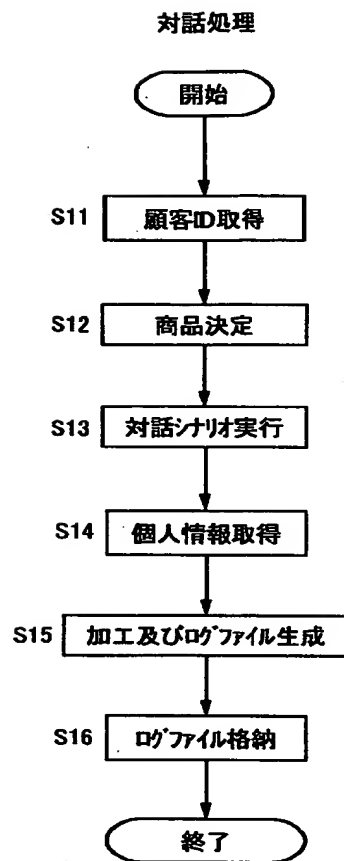 対話処理
開始
S11 顧客ID取得
S12 商品決定
S13 対話シナリオ実行
S14 個人情報取得
S15 加工及びログファイル生成
S16 ログファイル格納
終了